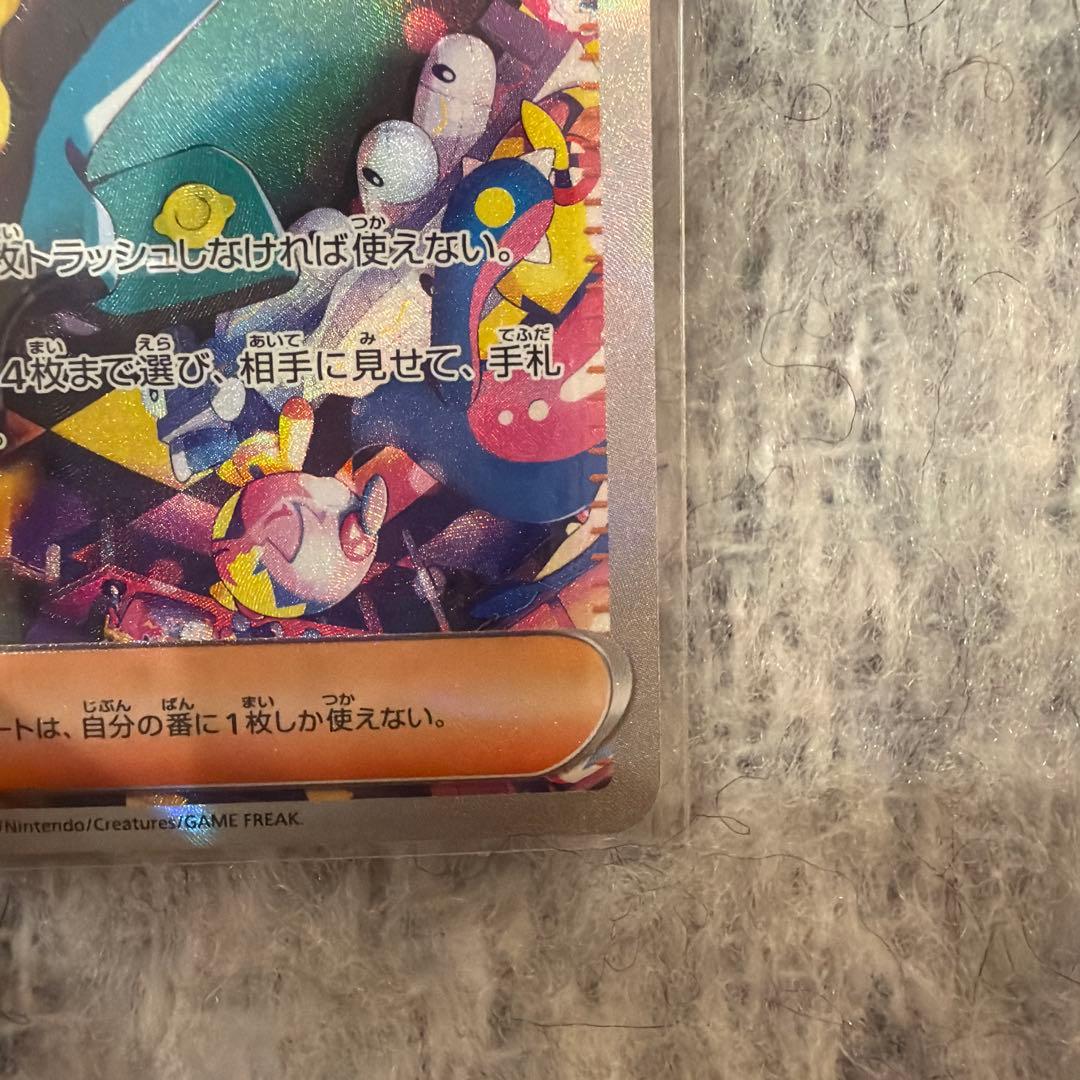 い つか
枚トラッシュしなければ使えない。
まい えら あいて み てふだ
4枚まで選び、相手に見せて、手札
。
じぶん ばん まい つか
ートは、自分の番に1枚しか使えない。
/Nintendo/Creatures/GAME FREAK.